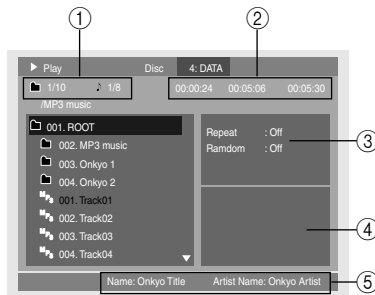 1 2
Play Disc 4: DATA
1/10 ♪ 1/8 00:00:24 00:05:06 00:05:30
/MP3 music
001. ROOT
002. MP3 music
003. Onkyo 1
004. Onkyo 2
001. Track01
002. Track02
003. Track03
004. Track04
Repeat : Off
Ramdom : Off
3
4
Name: Onkyo Title Artist Name: Onkyo Artist
5